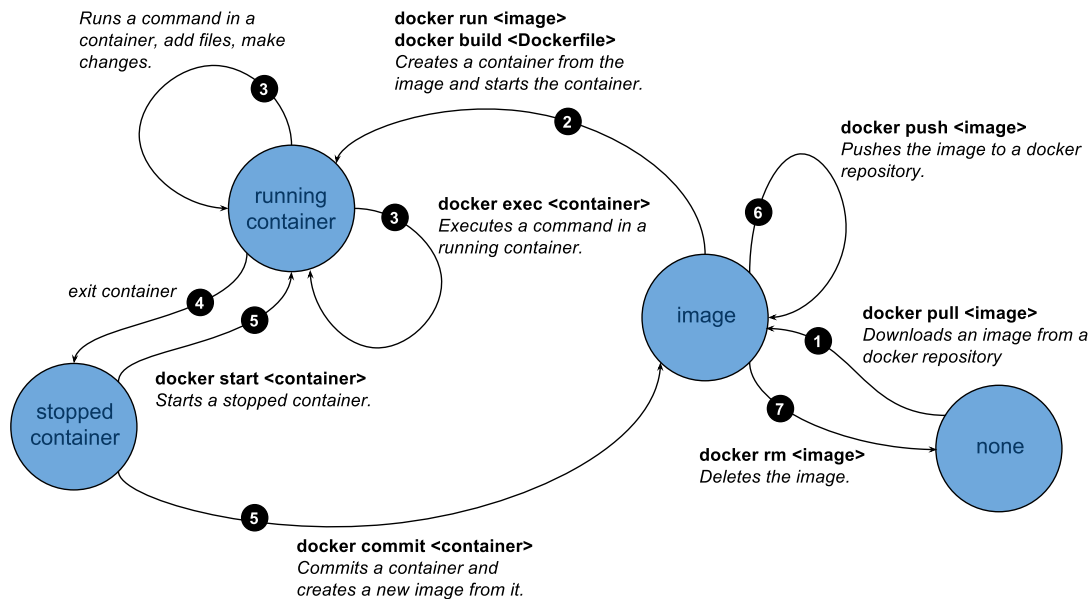 Runs a command in a
container, add files, make
changes.
3
docker run <image>
docker build <Dockerfile>
Creates a container from the
image and starts the container.
2
docker push <image>
Pushes the image to a docker
repository.
6
running
container
3
docker exec <container>
Executes a command in a
running container.
exit container
4
5
image
docker pull <image>
Downloads an image from a
docker repository
1
docker start <container>
Starts a stopped container.
stopped
container
7
docker rm <image>
Deletes the image.
none
5
docker commit <container>
Commits a container and
creates a new image from it.